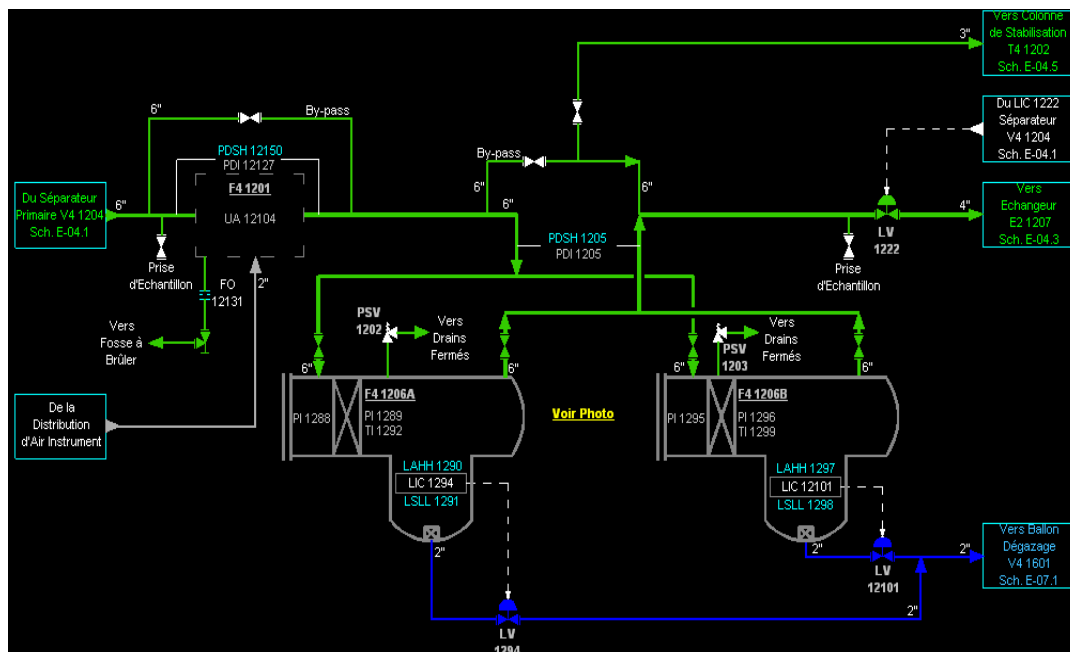 Vers Colonne
de Stabilisation
T4 1202
Sch. E-04.5
3"
Du LIC 1222
Séparateur
V4 1204
Sch. E-04.1
6"
By-pass
PDSH 12150
PDI 12127
F4 1201
UA 12104
By-pass
6"
6"
Du Séparateur
Primaire V4 1204
Sch. E-04.1
6"
Vers
Echangeur
E2 1207
Sch. E-04.3
4"
LV
1222
PDSH 1205
PDI 1205
Prise
d'Echantillon
Prise
d'Echantillon
FO
12131
2"
Vers
Fosse à
Brûler
PSV
1202
Vers
Drains
Fermés
PSV
1203
Vers
Drains
Fermés
6"
6"
6"
6"
De la
Distribution
d'Air Instrument
F4 1206A
PI 1288
PI 1289
TI 1292
Voir Photo
F4 1206B
PI 1295
PI 1296
TI 1299
LAHH 1290
LIC 1294
LSLL 1291
LAHH 1297
LIC 12101
LSLL 1298
2"
2"
LV
12101
2"
Vers Ballon
Dégazage
V4 1601
Sch. E-07.1
2"
LV
1294